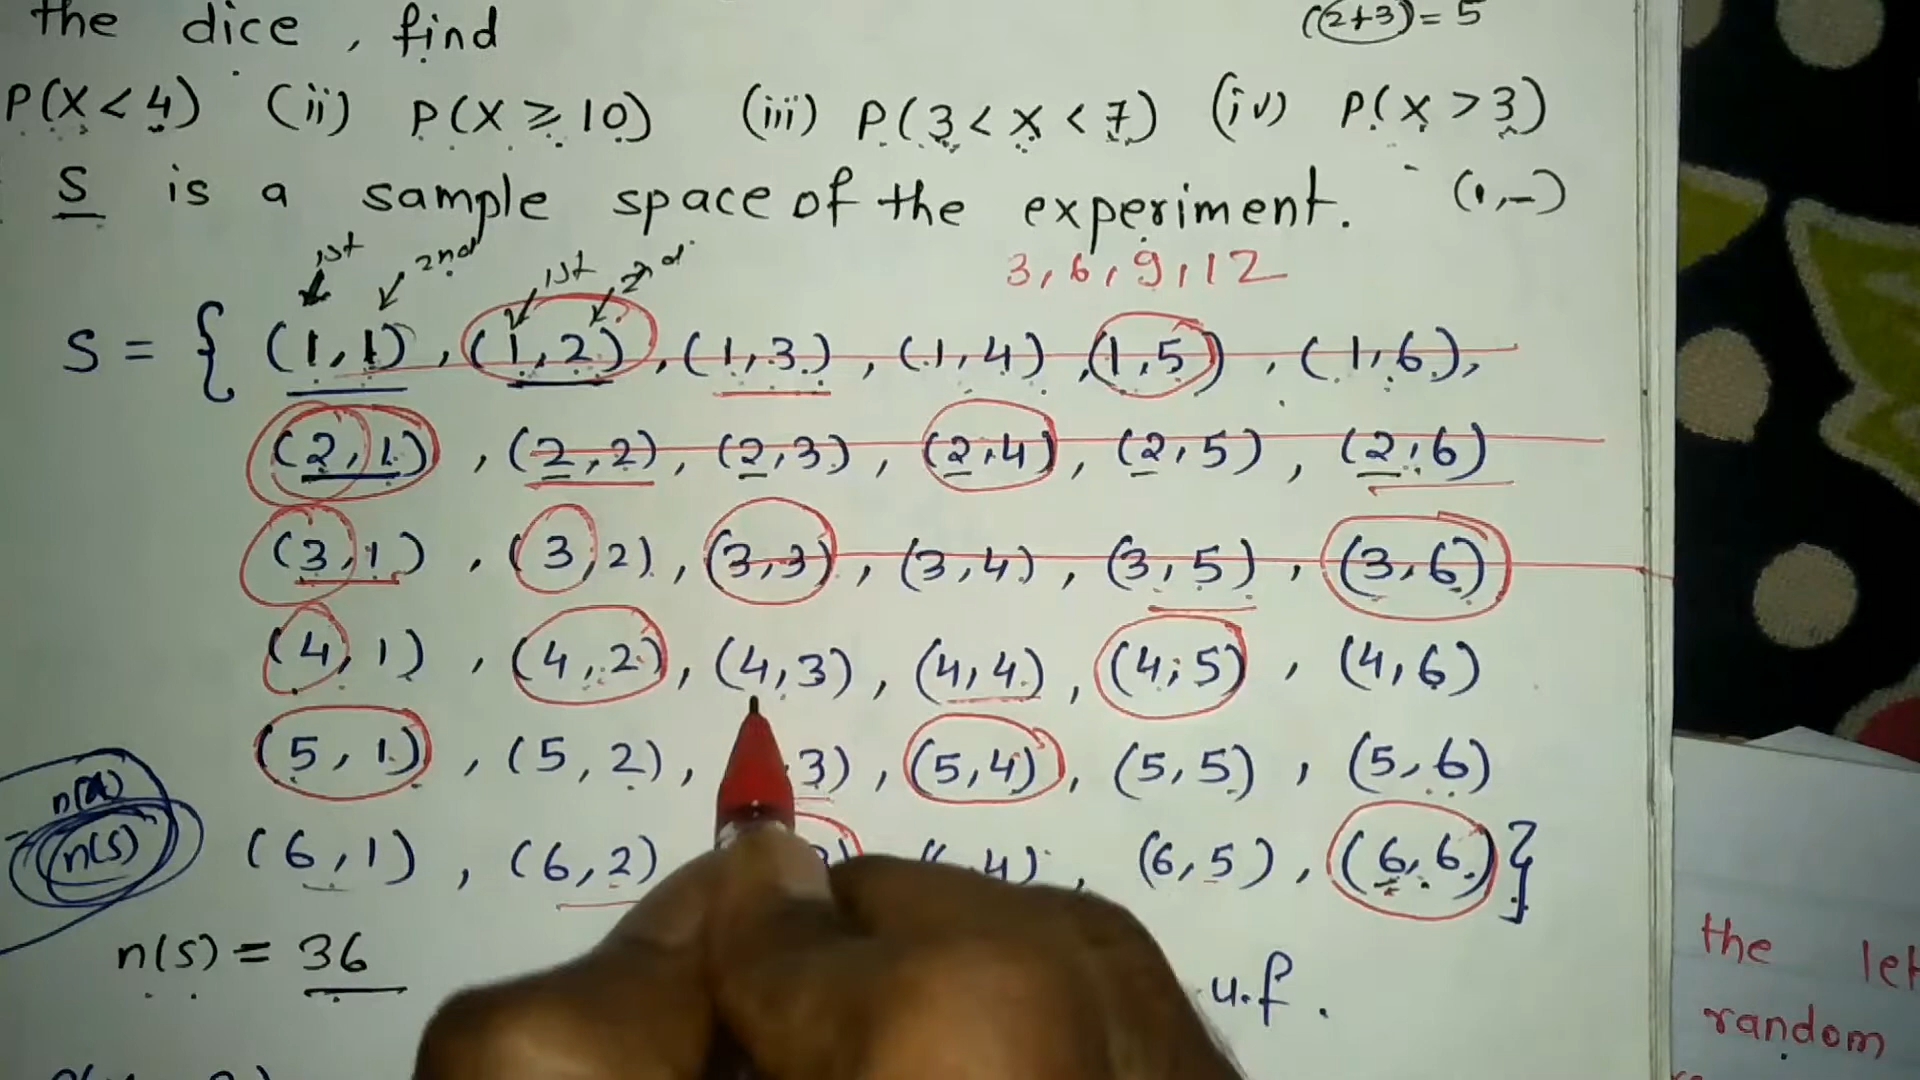 the dice , find
(2+3) = 5
P(X < 4) (ii) P(X ≥ 10) (iii) P(3 < x < 7) (iv) P(x > 3)
S is a sample space of the experiment. (1,–)
1st 2nd 1st 2nd
3, 6, 9, 12
S = { (1,1) , (1,2) , (1,3) , (1,4) , (1,5) , (1,6),
(2,1) , (2,2) , (2,3) , (2,4) , (2,5) , (2,6)
(3,1) , (3,2) , (3,3) , (3,4) , (3,5) , (3,6)
(4,1) , (4,2) , (4,3) , (4,4) , (4,5) , (4,6)
(5,1) , (5,2) , 3) , (5,4) , (5,5) , (5,6)
(6,1) , (6,2) 4) , (6,5) , (6,6) }
n(s)
n(s) = 36
u.f.
the
random